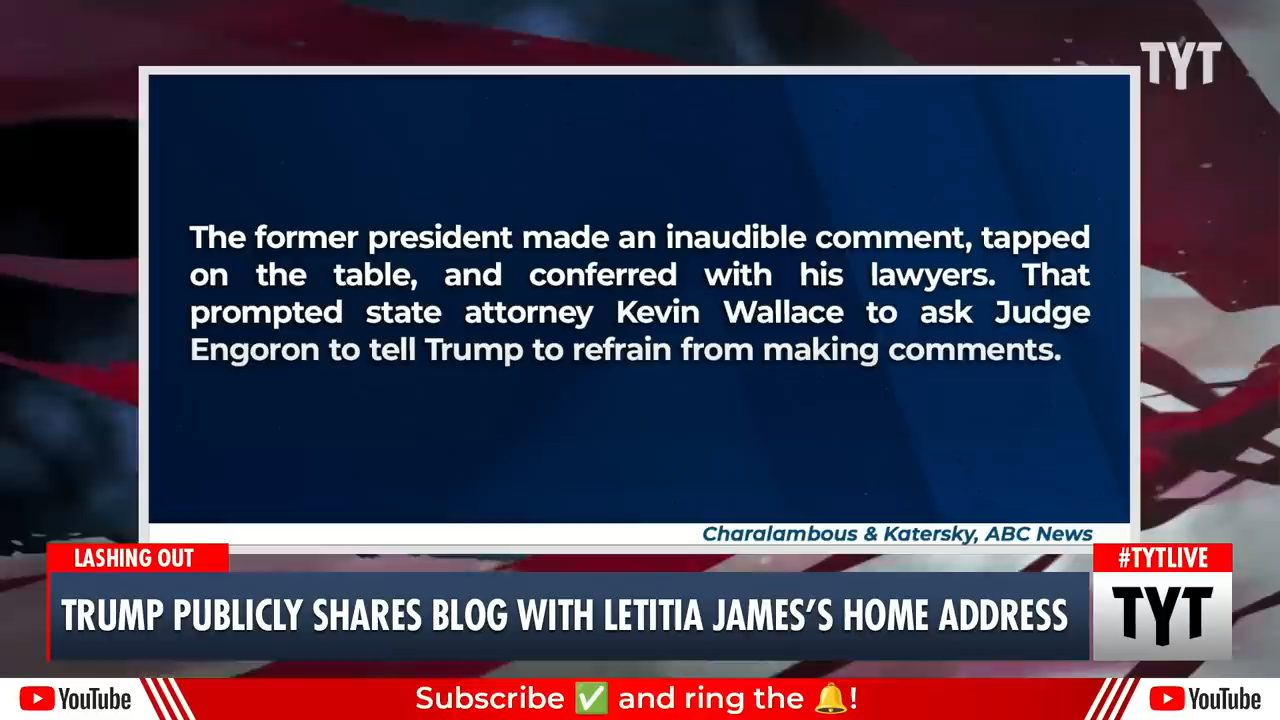 TYT
The former president made an inaudible comment, tapped
on the table, and conferred with his lawyers. That
prompted state attorney Kevin Wallace to ask Judge
Engoron to tell Trump to refrain from making comments.
Charalambous & Katersky, ABC News
LASHING OUT
#TYTLIVE
TRUMP PUBLICLY SHARES BLOG WITH LETITIA JAMES’S HOME ADDRESS
TYT
YouTube
Subscribe ✅ and ring the 🔔!
YouTube